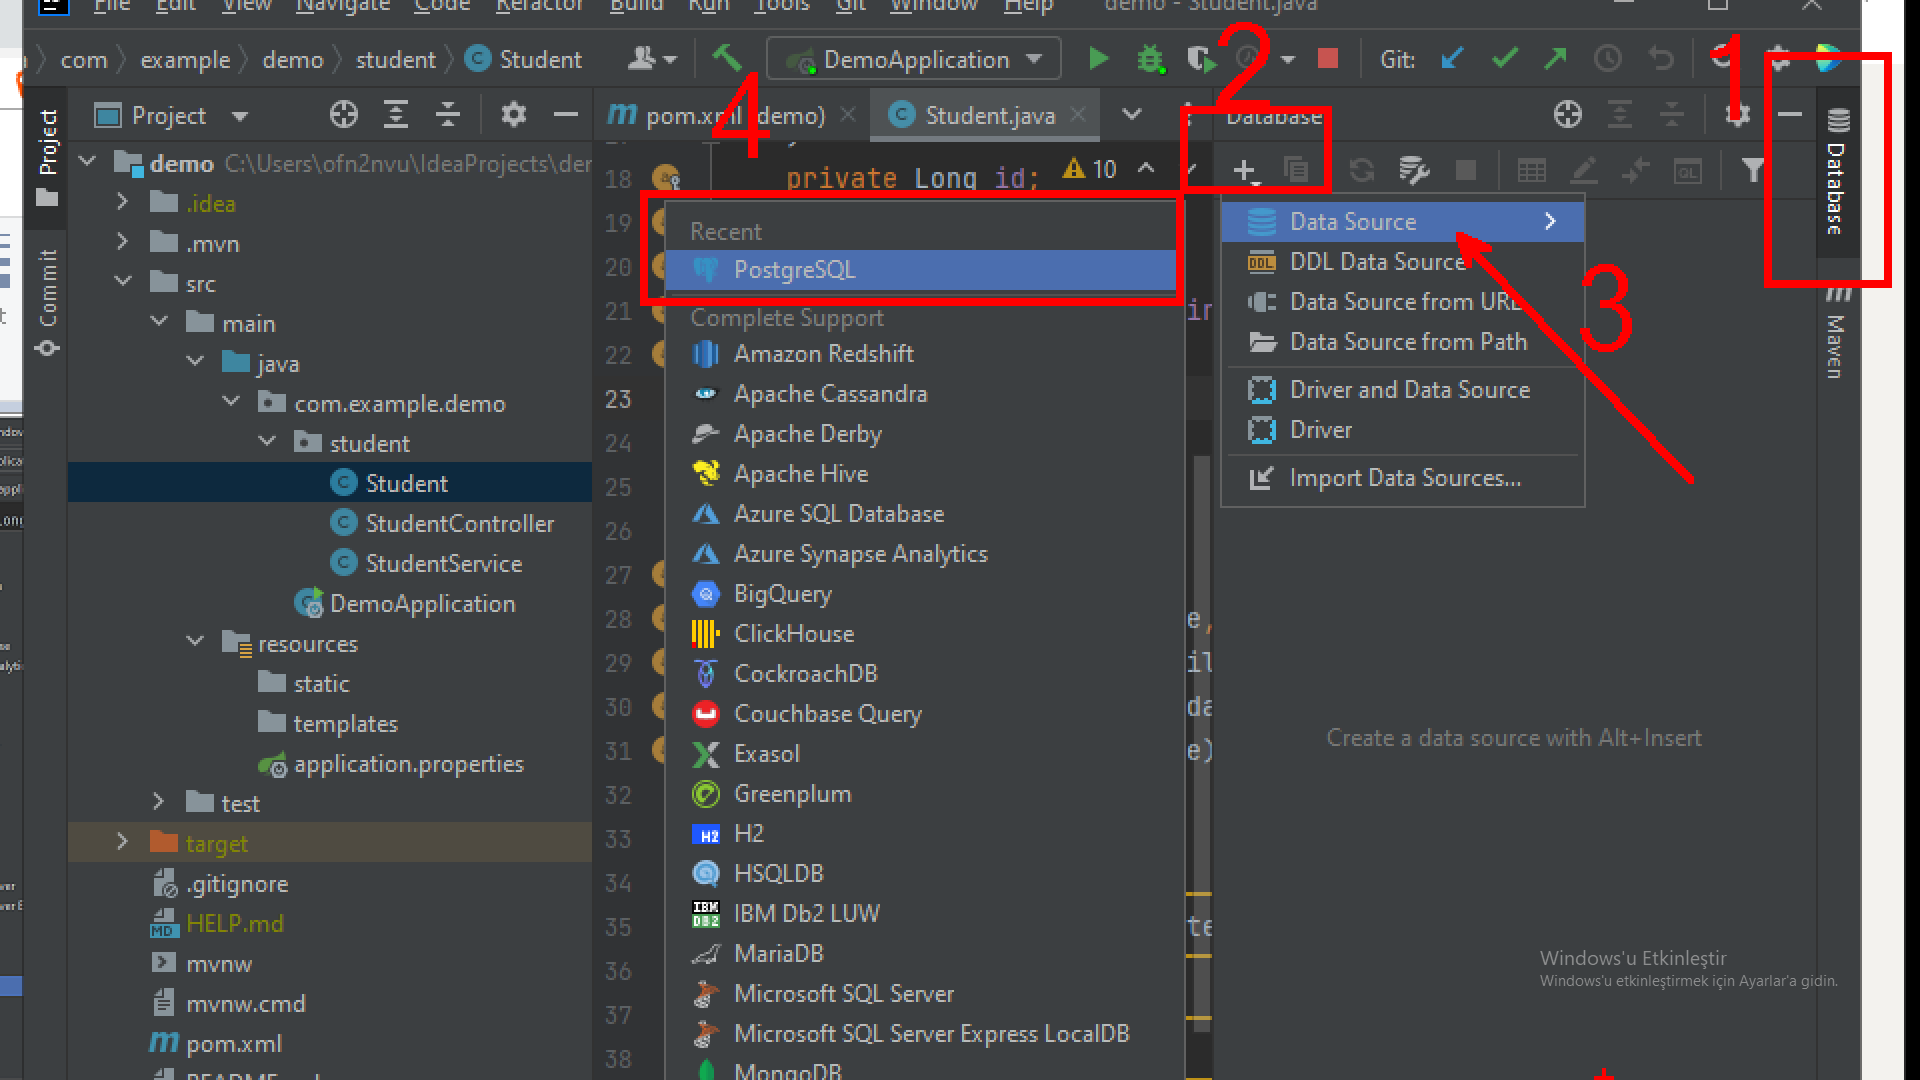 File Edit View Navigate Code Refactor Build Run Tools Git Window Help demo - Student.java
com example demo student Student DemoApplication Git:
1
2
3
4
Project
Commit
Project
demo C:\Users\ofn2nvu\IdeaProjects\der
.idea
.mvn
src
main
java
com.example.demo
student
Student
StudentController
StudentService
DemoApplication
resources
static
templates
application.properties
test
target
.gitignore
HELP.md
mvnw
mvnw.cmd
pom.xml
pom.xml (demo) Student.java
18 private Long id; 10
19
20
21
22
23
24
25
26
27
28
29
30
31
32
33
34
35
36
37
38
Recent
PostgreSQL
Complete Support
Amazon Redshift
Apache Cassandra
Apache Derby
Apache Hive
Azure SQL Database
Azure Synapse Analytics
BigQuery
ClickHouse
CockroachDB
Couchbase Query
Exasol
Greenplum
H2
HSQLDB
IBM Db2 LUW
MariaDB
Microsoft SQL Server
Microsoft SQL Server Express LocalDB
MongoDB
Database
Data Source
DDL Data Source
Data Source from URL
Data Source from Path
Driver and Data Source
Driver
Import Data Sources...
Create a data source with Alt+Insert
Windows'u Etkinleştir
Windows'u etkinleştirmek için Ayarlar'a gidin.
Database
Maven